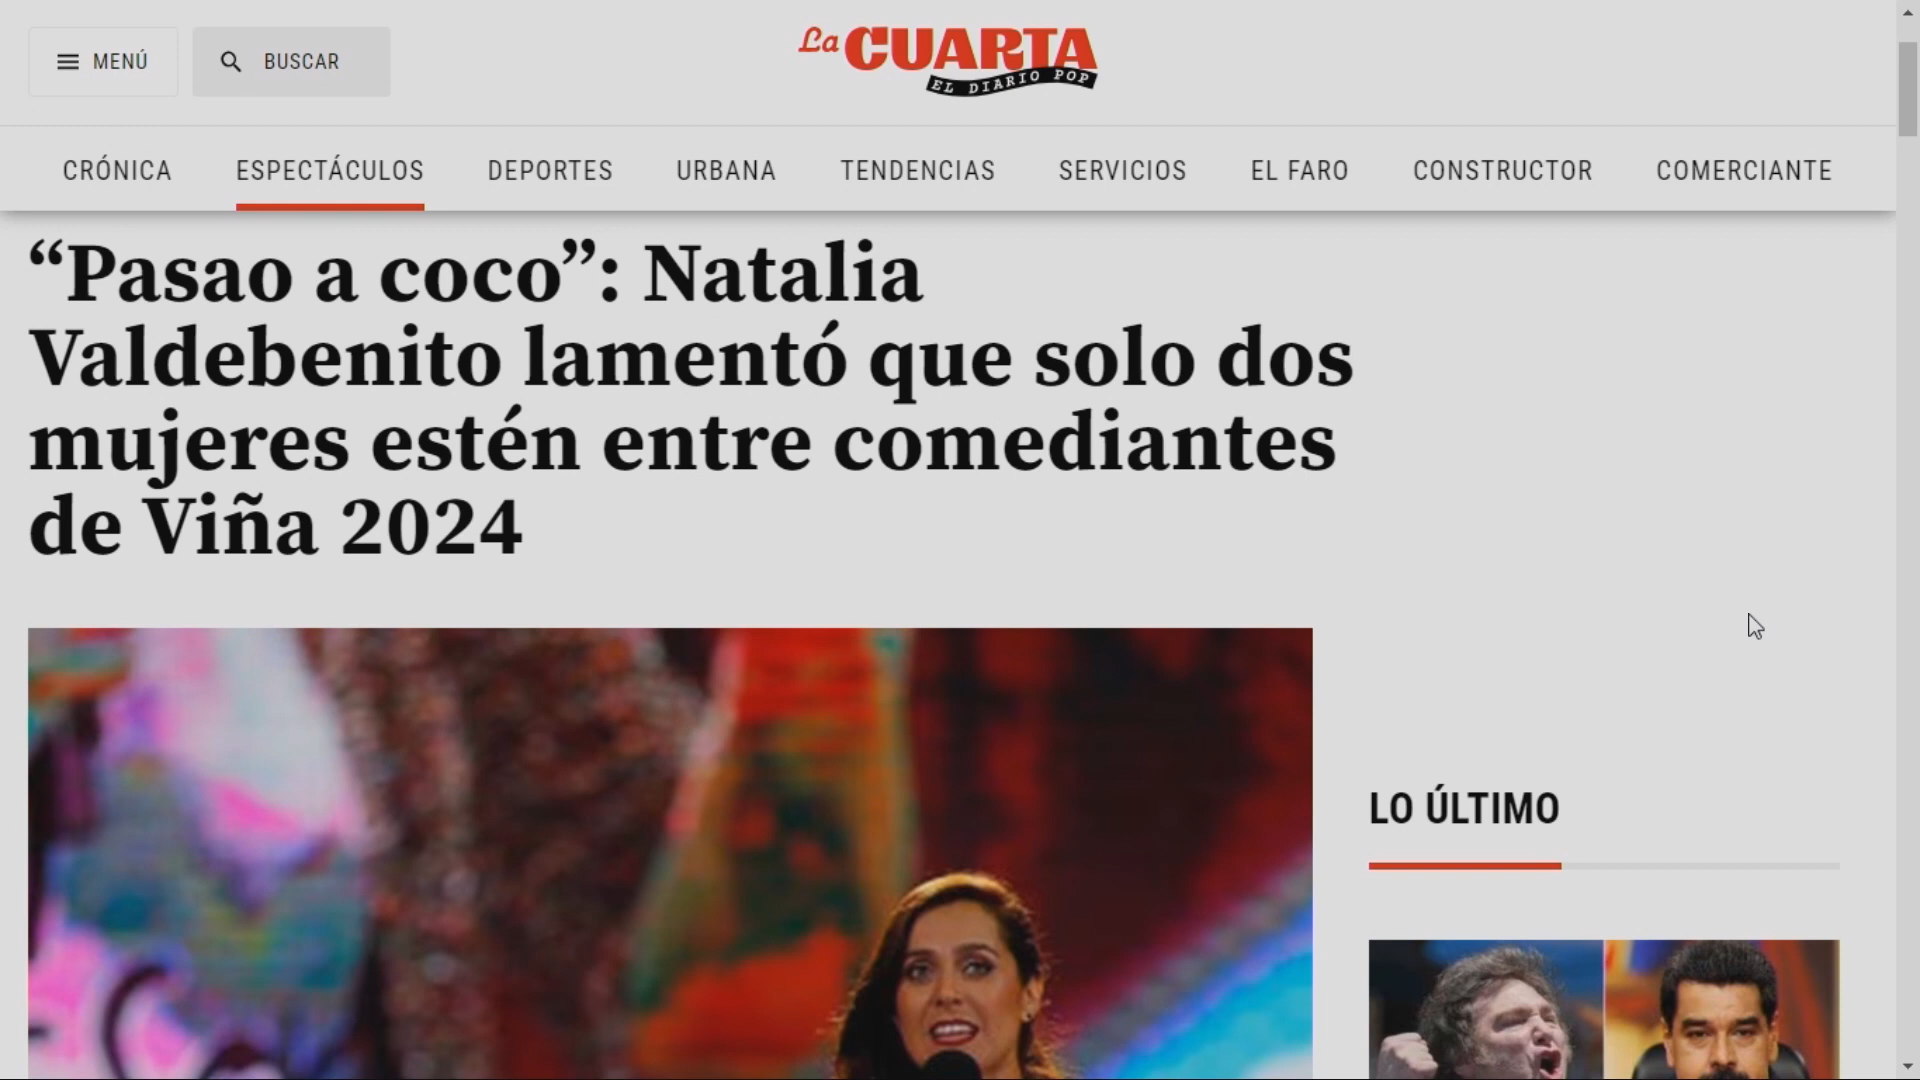 MENÚ
BUSCAR
La CUARTA
EL DIARIO POP
CRÓNICA
ESPECTÁCULOS
DEPORTES
URBANA
TENDENCIAS
SERVICIOS
EL FARO
CONSTRUCTOR
COMERCIANTE
“Pasao a coco”: Natalia
Valdebenito lamentó que solo dos
mujeres estén entre comediantes
de Viña 2024
LO ÚLTIMO